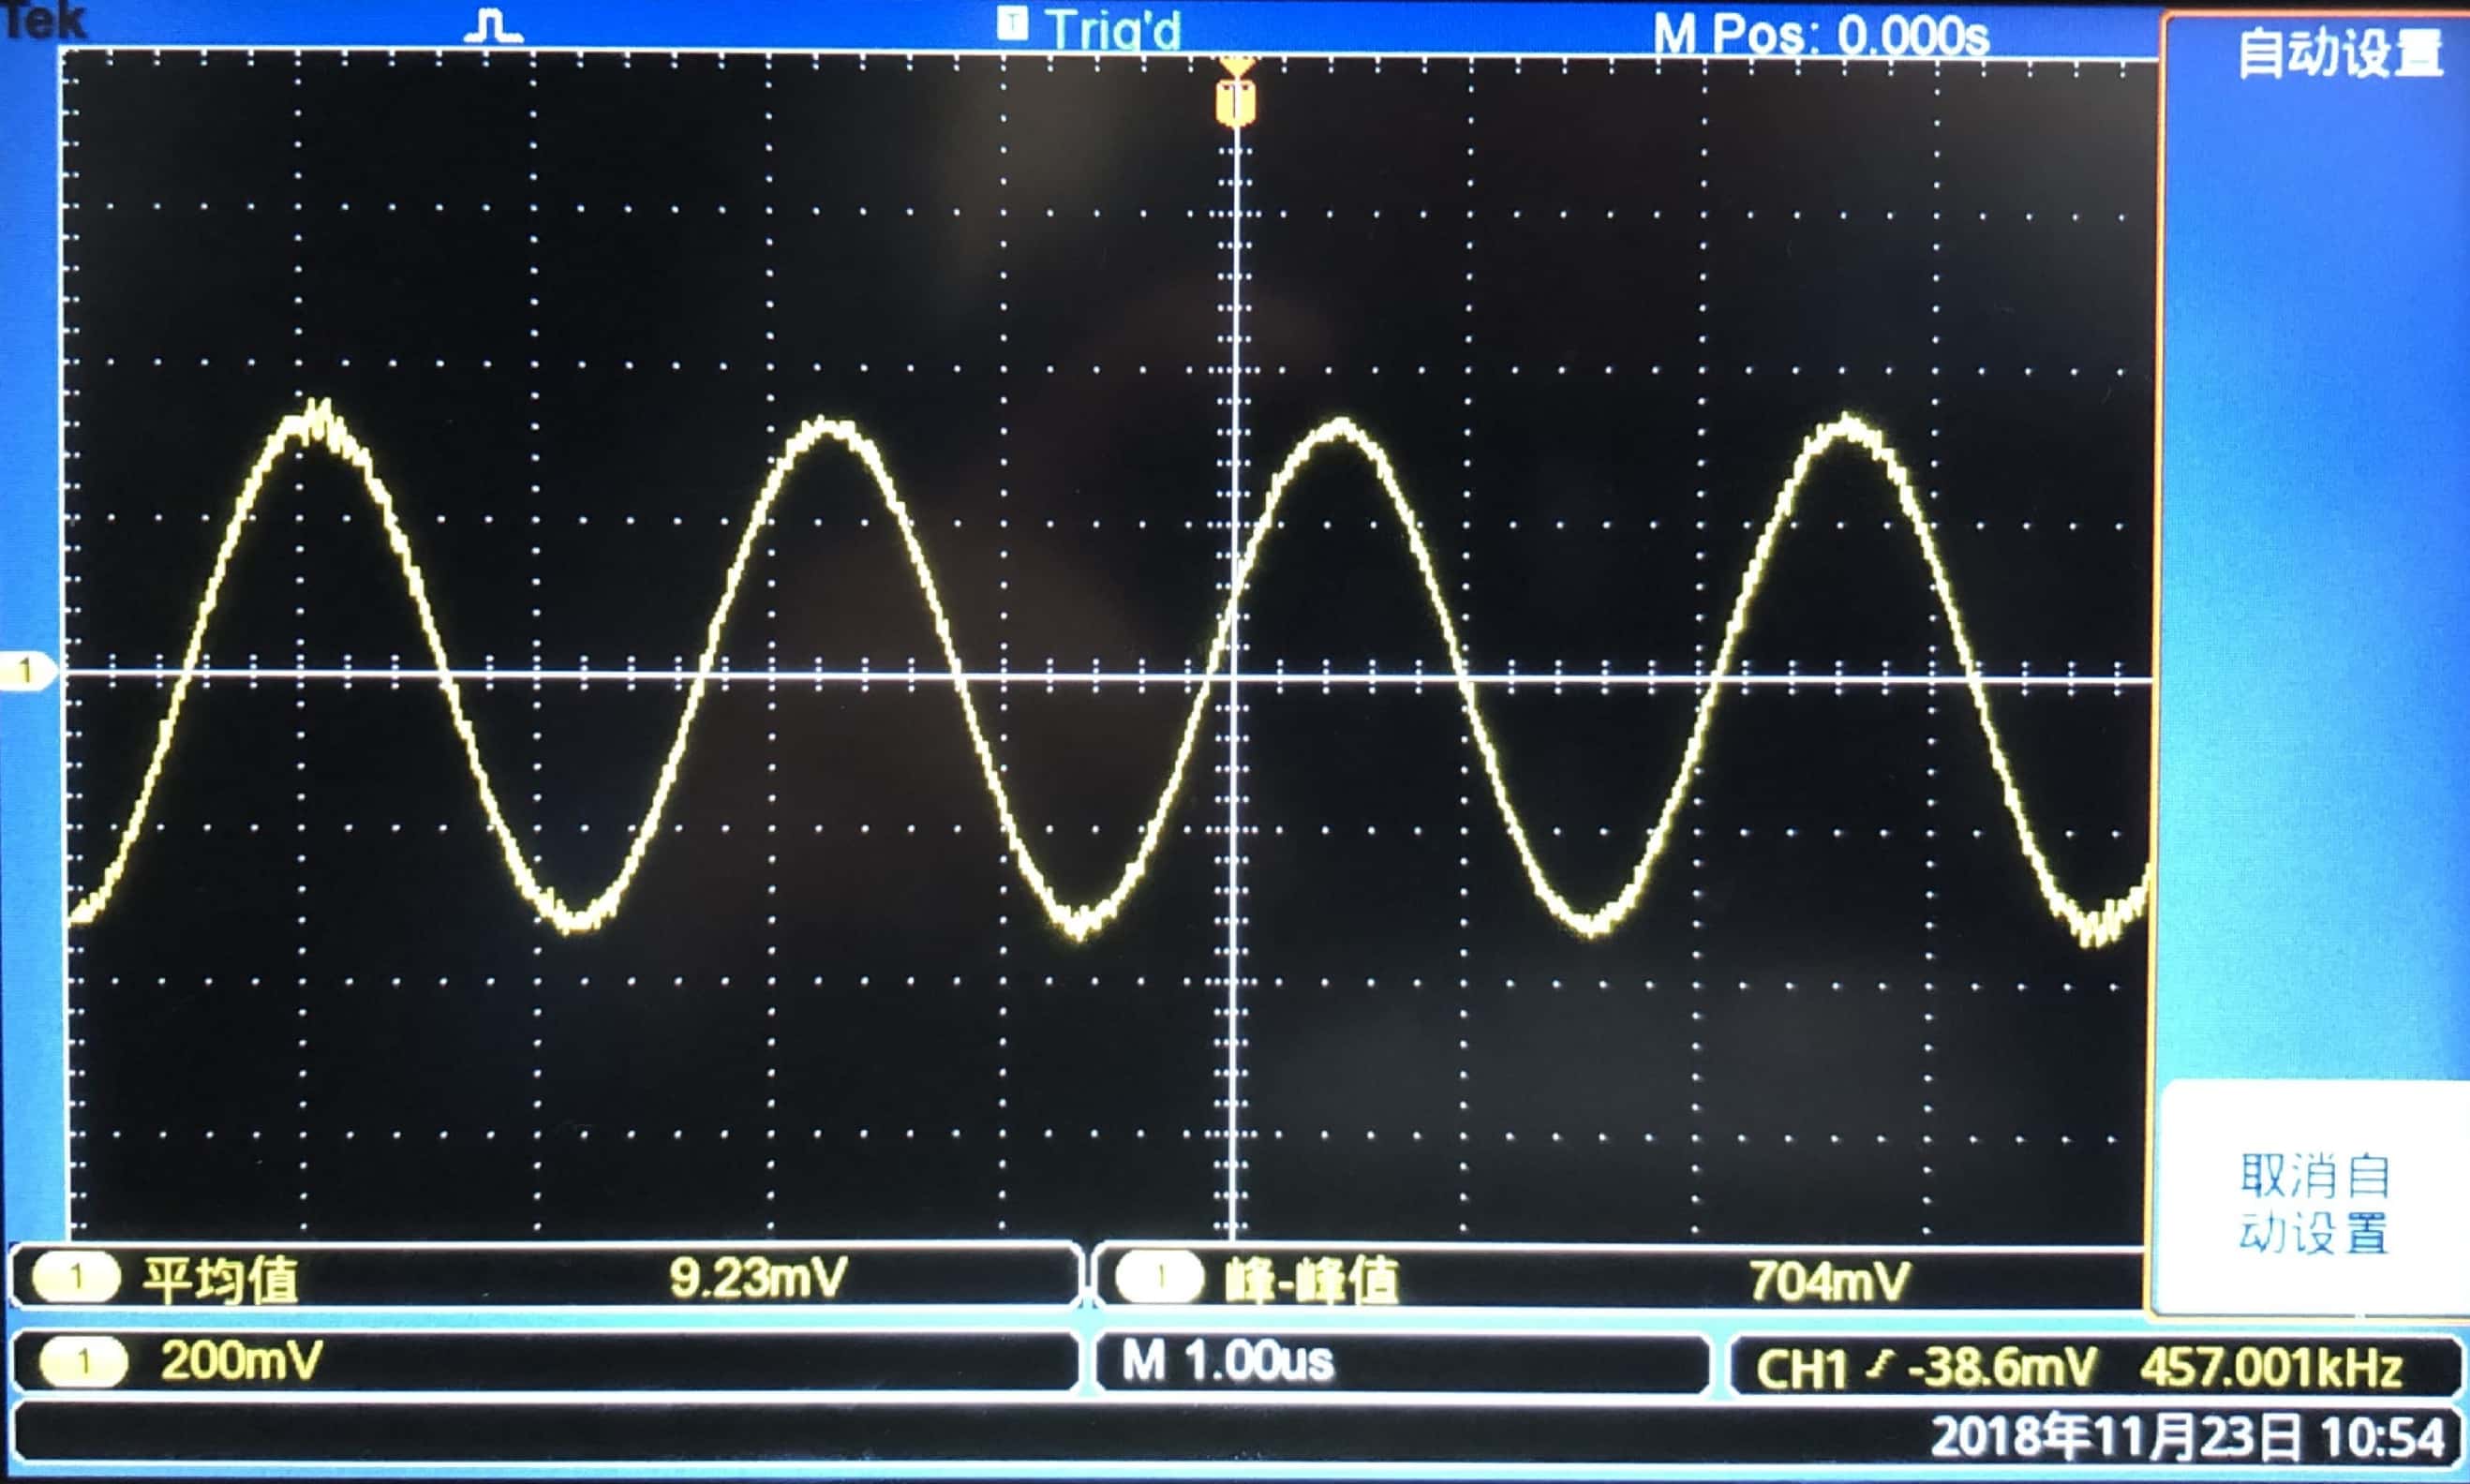 Tek
T Trig'd
M Pos: 0.000s
自动设置
T
1
取消自
动设置
1 平均值 9.23mV
1 峰-峰值 704mV
1 200mV
M 1.00us
CH1 -38.6mV 457.001kHz
2018年11月23日 10:54